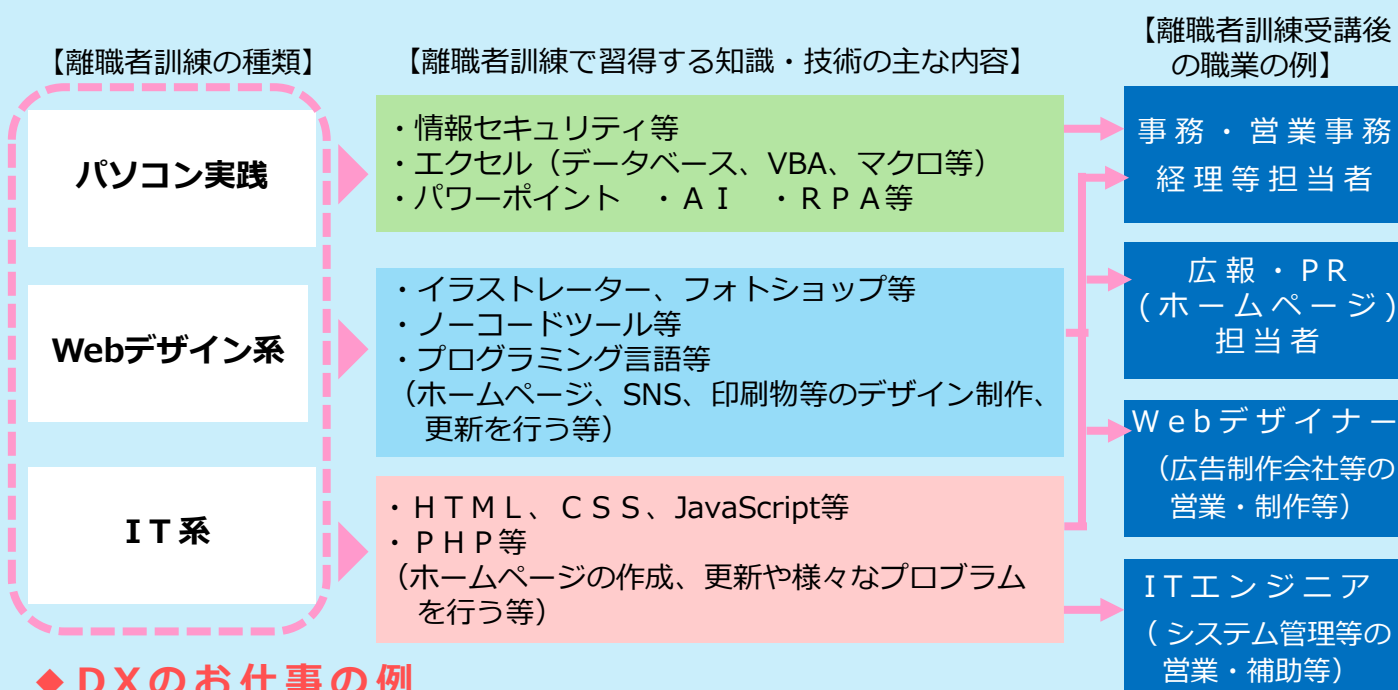 【離職者訓練の種類】
【離職者訓練で習得する知識・技術の主な内容】
【離職者訓練受講後
の職業の例】
パソコン実践
・情報セキュリティ等
・エクセル（データベース、VBA、マクロ等）
・パワーポイント　・ＡＩ　・ＲＰＡ等
事務・営業事務
経理等担当者
Webデザイン系
・イラストレーター、フォトショップ等
・ノーコードツール等
・プログラミング言語等
（ホームページ、SNS、印刷物等のデザイン制作、
更新を行う等）
広報・PR
(ホームページ)
担当者
Webデザイナー
（広告制作会社等の
営業・制作等）
ＩＴ系
・ＨＴＭＬ、ＣＳＳ、JavaScript等
・ＰＨＰ等
（ホームページの作成、更新や様々なプロブラム
を行う等）
ITエンジニア
（システム管理等の
営業・補助等）
◆DXのお仕事の例